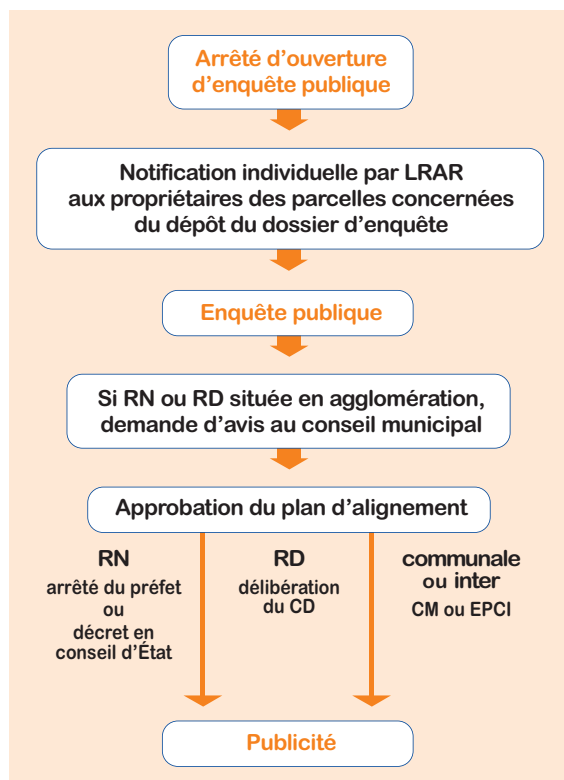 Arrêté d’ouverture
d’enquête publique
Notification individuelle par LRAR
aux propriétaires des parcelles concernées
du dépôt du dossier d’enquête
Enquête publique
Si RN ou RD située en agglomération,
demande d’avis au conseil municipal
Approbation du plan d’alignement
RN
arrêté du préfet
ou
décret en
conseil d’État
RD
délibération
du CD
communale
ou inter
CM ou EPCI
Publicité